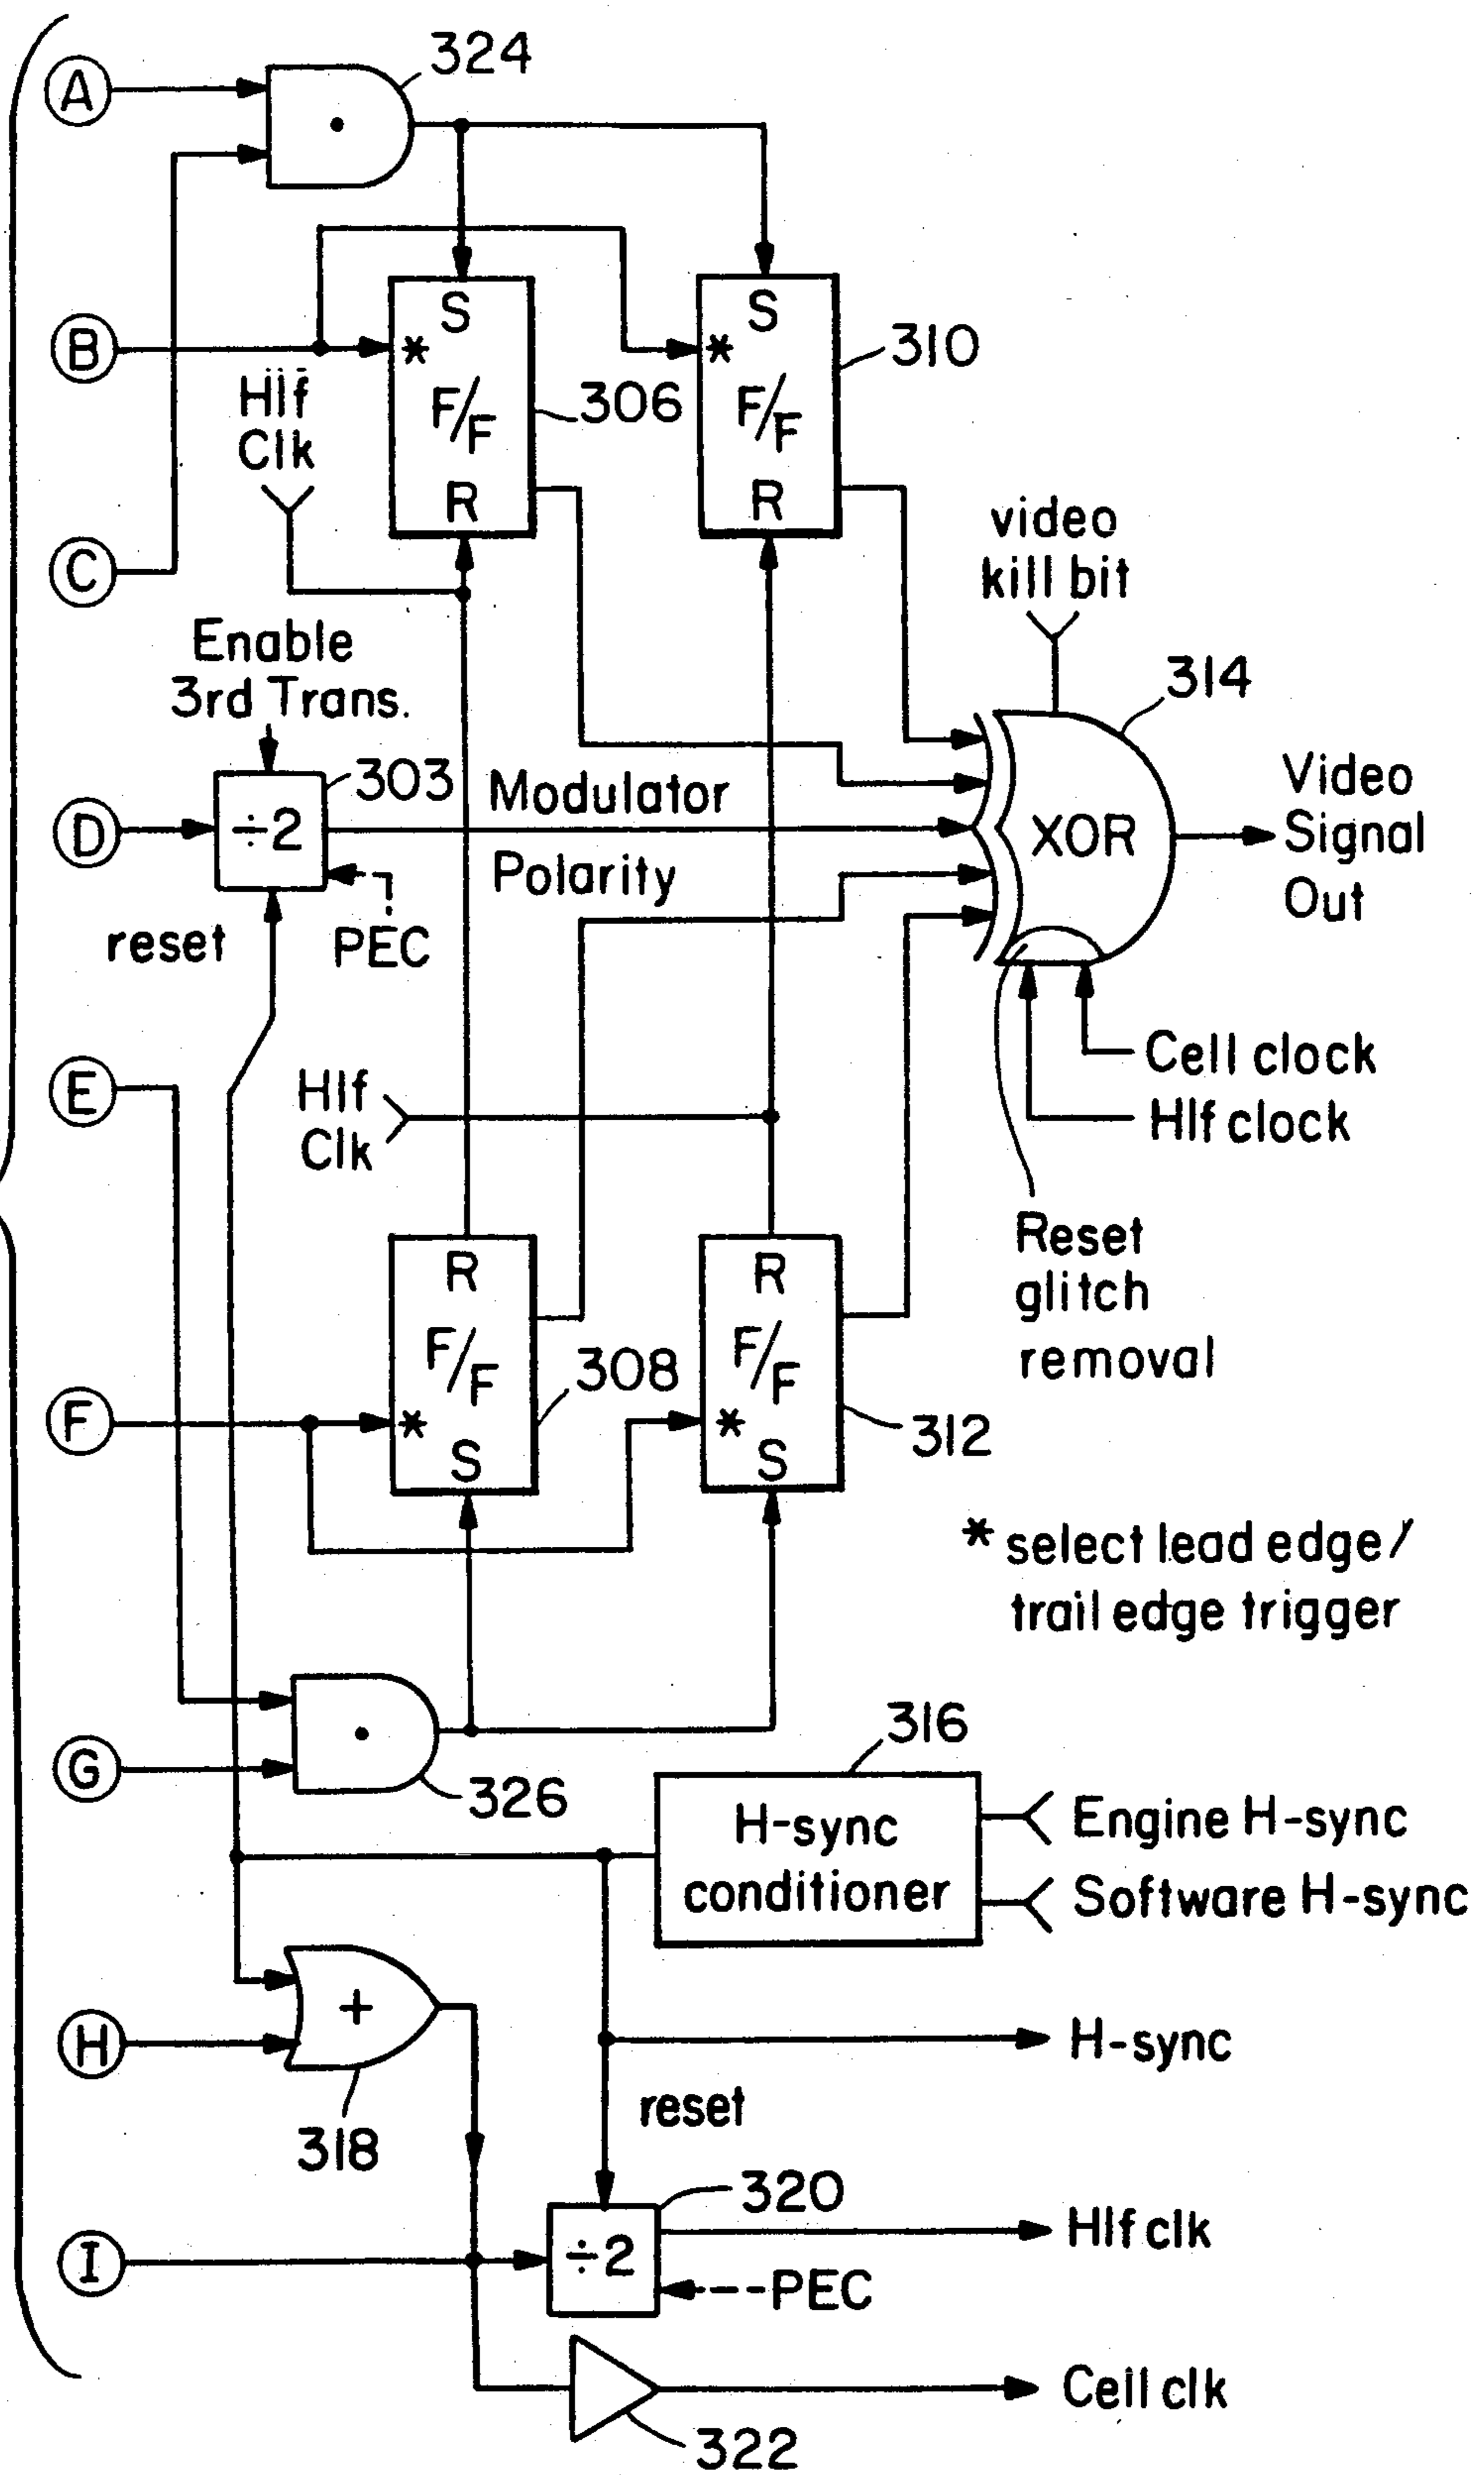 324
A
S
S
B
*
*
310
Hlf
Clk
F/F
306
F/F
R
R
video
kill bit
C
Enable
3rd Trans.
314
303
Modulator
Video
Signal
Out
D
÷2
XOR
Polarity
reset
PEC
Cell clock
E
Hlf
Clk
Hlf clock
Reset
glitch
removal
R
R
F/F
308
F/F
F
*
*
312
S
S
* select lead edge/
trail edge trigger
316
G
326
H-sync
conditioner
Engine H-sync
Software H-sync
+
H
H-sync
reset
318
320
Hlf clk
I
÷2
PEC
Cell clk
322